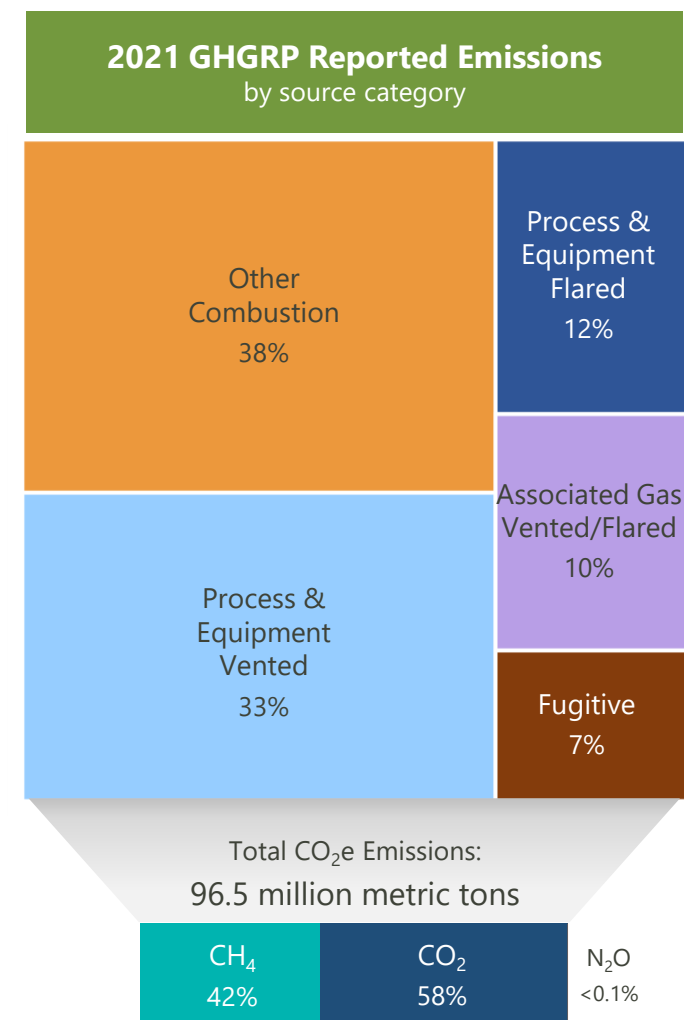 2021 GHGRP Reported Emissions
by source category
Other
Combustion
38%
Process &
Equipment
Vented
33%
Process &
Equipment
Flared
12%
Associated Gas
Vented/Flared
10%
Fugitive
7%
Total CO₂e Emissions:
96.5 million metric tons
CH₄
42%
CO₂
58%
N₂O
<0.1%